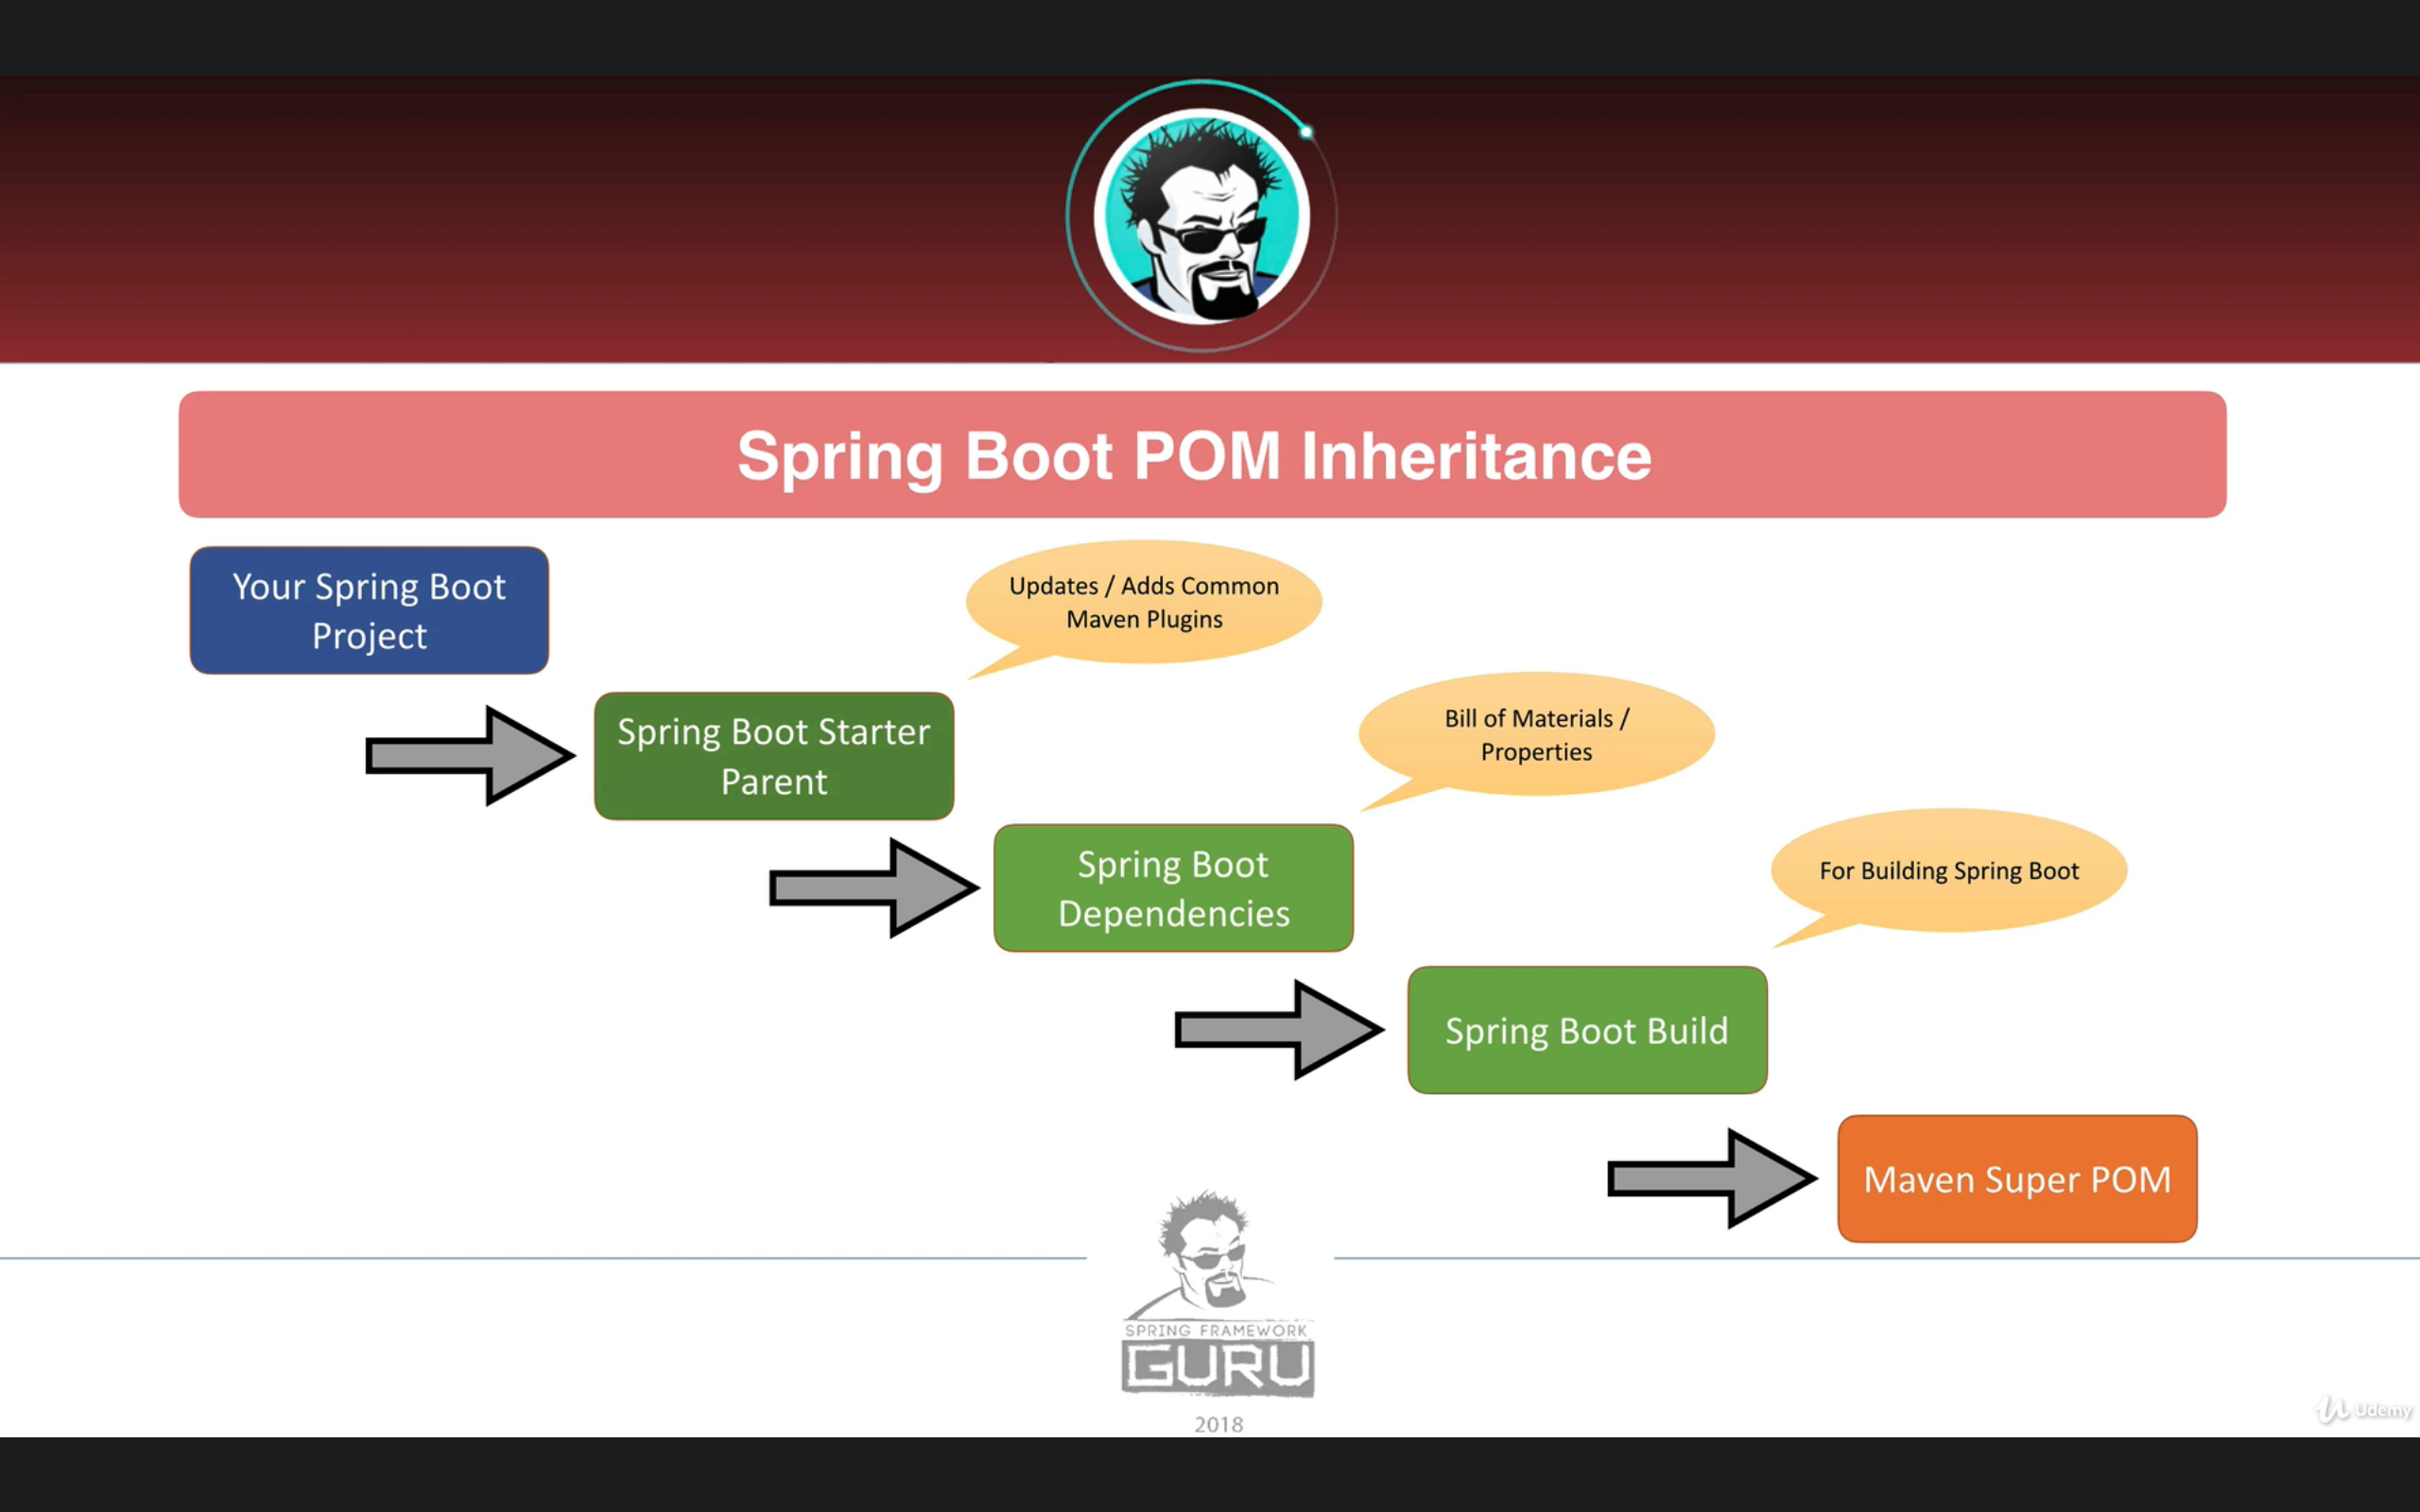 Spring Boot POM Inheritance
Your Spring Boot
Project
Updates / Adds Common
Maven Plugins
Spring Boot Starter
Parent
Bill of Materials /
Properties
Spring Boot
Dependencies
For Building Spring Boot
Spring Boot Build
Maven Super POM
SPRING FRAMEWORK
GURU
2018
Udemy